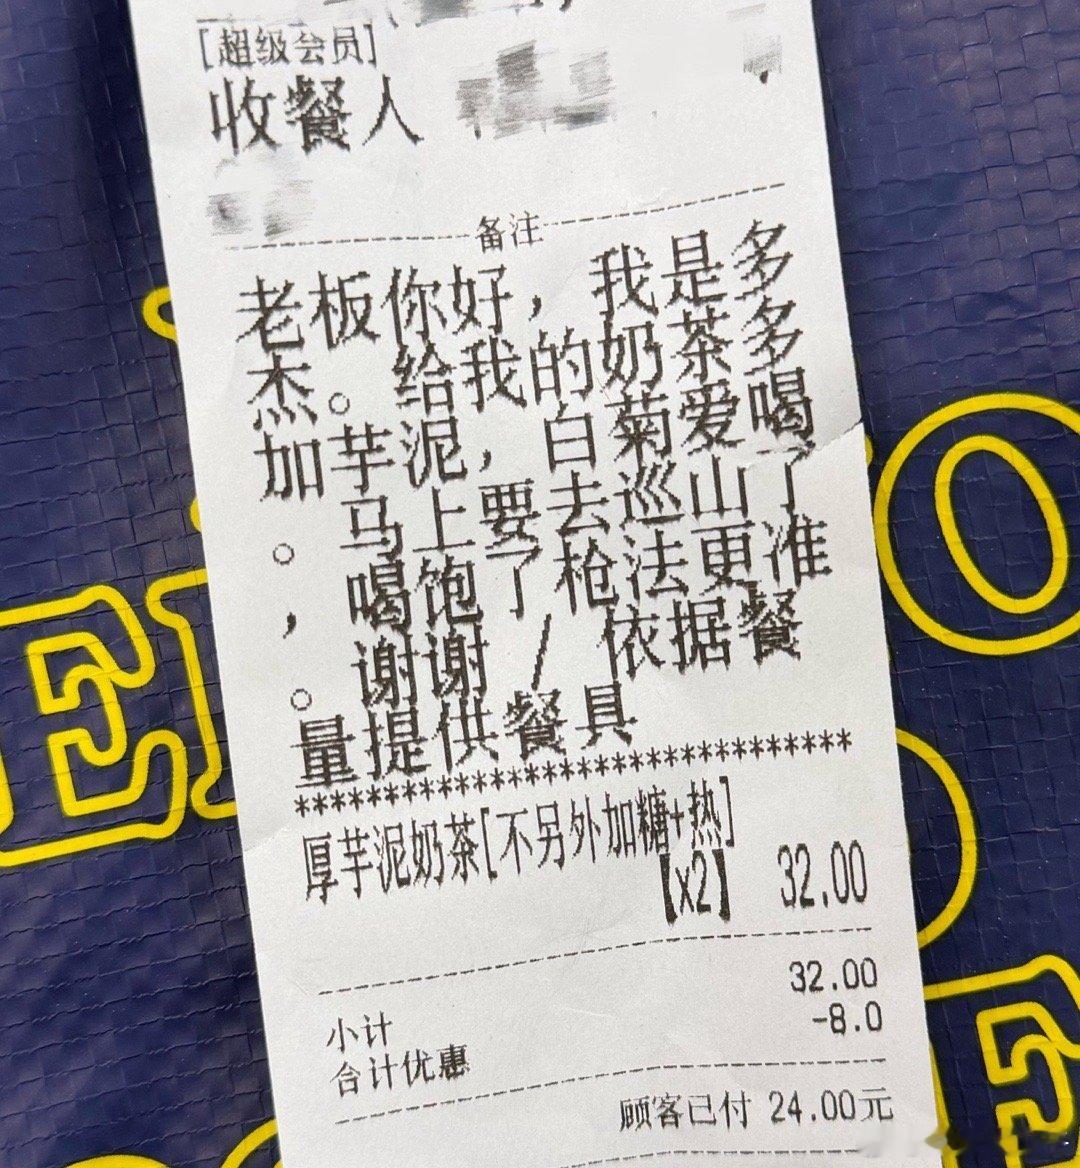 [超级会员]
收餐人
备注
老板你好，我是多
杰。给我的奶茶多
加芋泥，白菊爱喝
。马上要去巡山了
，喝饱了枪法更准
。谢谢 / 依据餐
量提供餐具
************************************
厚芋泥奶茶[不另外加糖+热]
【x2】 32.00
32.00
小计
-8.0
合计优惠
顾客已付 24.00元